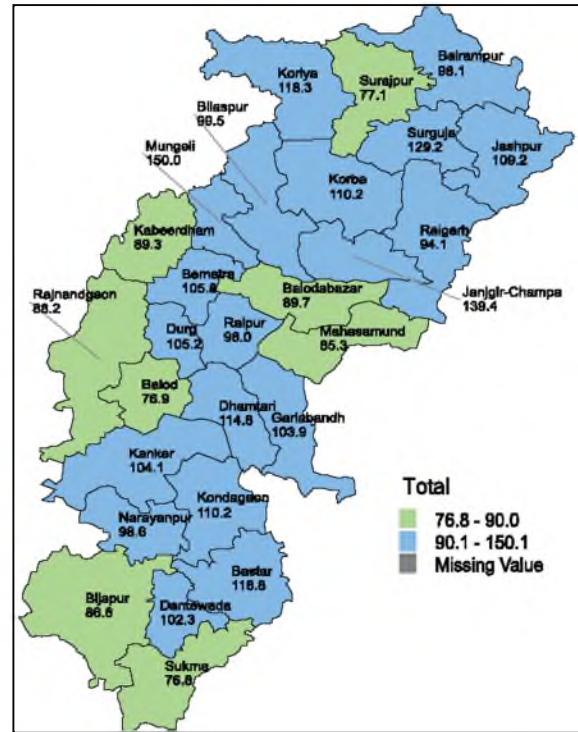 Koriya
118.3
Surajpur
77.1
Balrampur
98.1
Bilaspur
99.5
Surguja
129.2
Jashpur
109.2
Mungeli
150.0
Korba
110.2
Kabeerdham
89.3
Raigarh
94.1
Bemetra
Rajnandgaon
88.2
Balodabazar
89.7
Janjgir-Champa
139.4
Durg
105.2
Raipur
98.0
Mahasamund
85.3
Balod
76.9
Dhamtari
114.8
Gariabandh
103.9
Kanker
104.1
Kondagaon
110.2
Narayanpur
98.6
Total
76.8 - 90.0
90.1 - 150.1
Missing Value
Bastar
118.8
Bijapur
86.8
Dantewada
102.3
Sukma
76.8